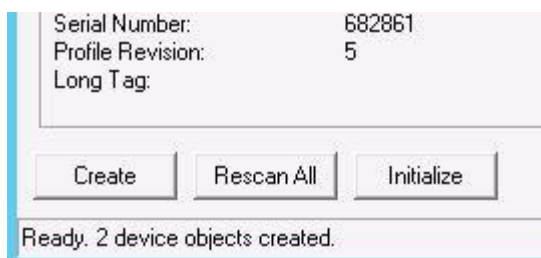 Serial Number: 682861
Profile Revision: 5
Long Tag:
Create Rescan All Initialize
Ready. 2 device objects created.